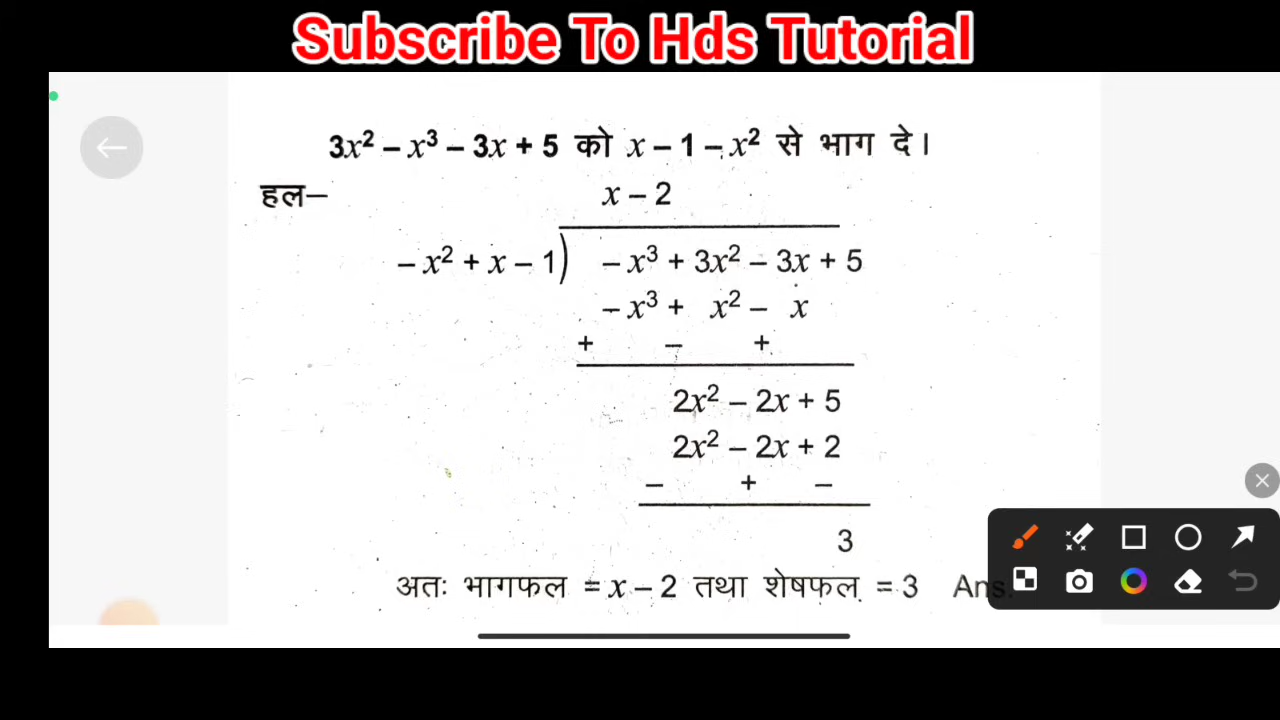 Subscribe To Hds Tutorial
3x² – x³ – 3x + 5 को x – 1 – x² से भाग दे।
हल–
x – 2
– x² + x – 1) – x³ + 3x² – 3x + 5
– x³ + x² – x
+ – +
2x² – 2x + 5
2x² – 2x + 2
– + –
3
अतः भागफल = x – 2 तथा शेषफल = 3 Ans.